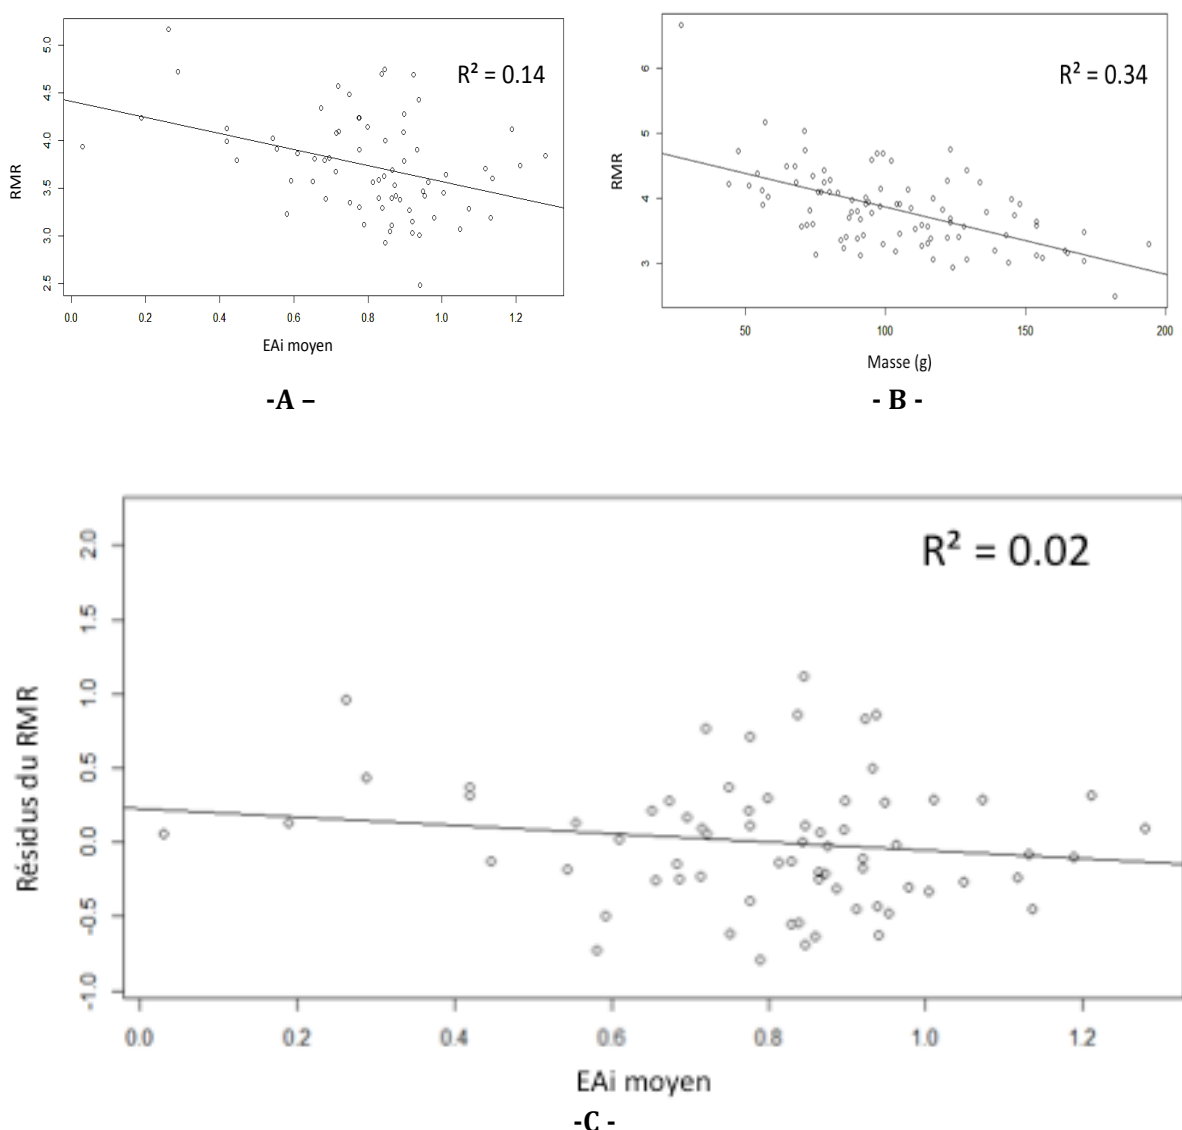 R² = 0.14
RMR
5.0
4.5
4.0
3.5
3.0
2.5
0.0 0.2 0.4 0.6 0.8 1.0 1.2
EAi moyen
-A –
R² = 0.34
RMR
6
5
4
3
50 100 150 200
Masse (g)
- B -
R² = 0.02
Résidus du RMR
2.0
1.5
1.0
0.5
0.0
-0.5
-1.0
0.0 0.2 0.4 0.6 0.8 1.0 1.2
EAi moyen
-C -